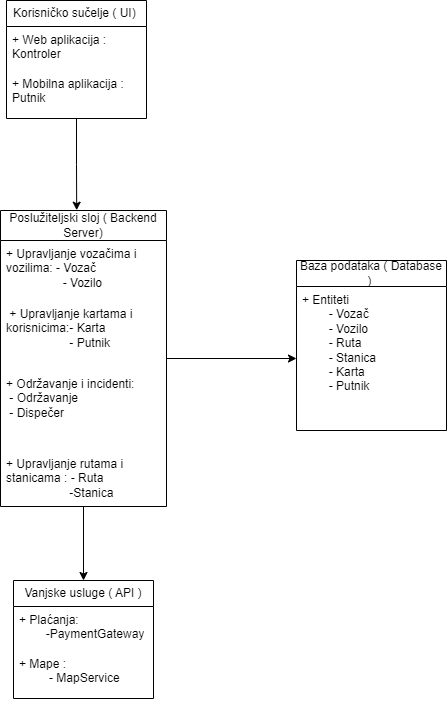 Korisničko sučelje ( UI)
+ Web aplikacija :
Kontroler
+ Mobilna aplikacija :
Putnik
Poslužiteljski sloj ( Backend
Server)
+ Upravljanje vozačima i
vozilima: - Vozač
- Vozilo
+ Upravljanje kartama i
korisnicima:- Karta
- Putnik
+ Održavanje i incidenti:
- Održavanje
- Dispečer
+ Upravljanje rutama i
stanicama : - Ruta
-Stanica
Baza podataka ( Database
)
+ Entiteti
- Vozač
- Vozilo
- Ruta
- Stanica
- Karta
- Putnik
Vanjske usluge ( API )
+ Plaćanja:
-PaymentGateway
+ Mape :
- MapService